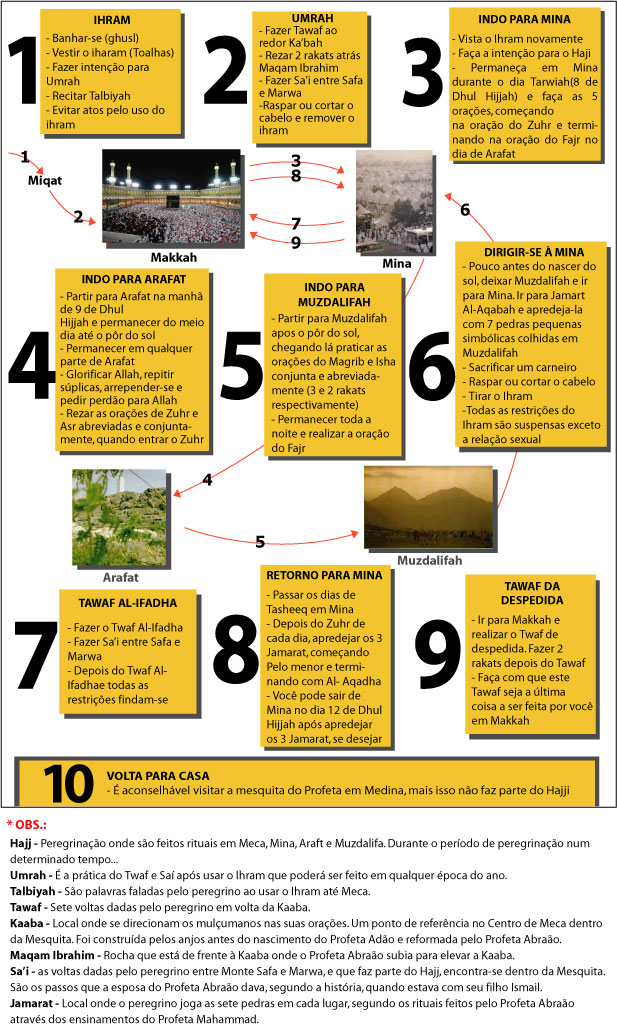 1
IHRAM
- Banhar-se (ghusl)
- Vestir o iharam (Toalhas)
- Fazer intenção para
Umrah
- Recitar Talbiyah
- Evitar atos pelo uso do
ihram
2
UMRAH
- Fazer Tawaf ao
redor Ka’bah
- Rezar 2 rakats atrás
Maqam Ibrahim
- Fazer Sa’i entre Safa
e Marwa
-Raspar ou cortar o
cabelo e remover o
ihram
3
INDO PARA MINA
- Vista o Ihram novamente
- Faça a intenção para o Haji
- Permaneça em Mina
durante o dia Tarwiah(8 de
Dhul Hijjah) e faça as 5
orações, começando
na oração do Zuhr e termi-
nando na oração do Fajr no
dia de Arafat
1
Miqat
2
Makkah
3
8
7
9
Mina
6
4
INDO PARA ARAFAT
- Partir para Arafat na manhã
de 9 de Dhul
Hijjah e permanecer do meio
dia até o pôr do sol
- Permanecer em qualquer
parte de Arafat
- Glorificar Allah, repitir
súplicas, arrepender-se e
pedir perdão para Allah
- Rezar as orações de Zuhr e
Asr abreviadas e conjunta-
mente, quando entrar o Zuhr
5
INDO PARA
MUZDALIFAH
- Partir para Muzdalifah
apos o pôr do sol,
chegando lá praticar as
orações do Magrib e Isha
conjunta e abreviada-
mente (3 e 2 rakats
respectivamente)
- Permanecer toda a
noite e realizar a oração
do Fajr
6
DIRIGIR-SE À MINA
- Pouco antes do nascer do
sol, deixar Muzdalifah e ir
para Mina. Ir para Jamart
Al-Aqabah e apredeja-la
com 7 pedras pequenas
simbólicas colhidas em
Muzdalifah
- Sacrificar um carneiro
- Raspar ou cortar o cabelo
- Tirar o Ihram
-Todas as restrições do
Ihram são suspensas exceto
a relação sexual
4
Arafat
5
Muzdalifah
7
TAWAF AL-IFADHA
- Fazer o Twaf Al-Ifadha
- Fazer Sa’i entre Safa e
Marwa
- Depois do Twaf Al-
Ifadhae todas as
restrições findam-se
8
RETORNO PARA MINA
- Passar os dias de
Tasheeq em Mina
- Depois do Zuhr de
cada dia, apredejar os 3
Jamarat, começando
Pelo menor e termi-
nando com Al- Aqadha
- Você pode sair de
Mina no dia 12 de Dhul
Hijjah após apredejar
os 3 Jamarat, se desejar
9
TAWAF DA
DESPEDIDA
- Ir para Makkah e
realizar o Twaf de
despedida. Fazer 2
rakats depois do Tawaf
- Faça com que este
Tawaf seja a última
coisa a ser feita por você
em Makkah
10
VOLTA PARA CASA
- É aconselhável visitar a mesquita do Profeta em Medina, mais isso não faz parte do Hajji
* OBS.:
Hajj - Peregrinação onde são feitos rituais em Meca, Mina, Araft e Muzdalifa. Durante o período de peregrinação num
determinado tempo...
Umrah - É a prática do Twaf e Saí após usar o Ihram que poderá ser feito em qualquer época do ano.
Talbiyah - São palavras faladas pelo peregrino ao usar o Ihram até Meca.
Tawaf - Sete voltas dadas pelo peregrino em volta da Kaaba.
Kaaba - Local onde se direcionam os mulçumanos nas suas orações. Um ponto de referência no Centro de Meca dentro
da Mesquita. Foi construída pelos anjos antes do nascimento do Profeta Adão e reformada pelo Profeta Abraão.
Maqam Ibrahim - Rocha que está de frente à Kaaba onde o Profeta Abraão subia para elevar a Kaaba.
Sa’i - as voltas dadas pelo peregrino entre Monte Safa e Marwa, e que faz parte do Hajj, encontra-se dentro da Mesquita.
São os passos que a esposa do Profeta Abraão dava, segundo a história, quando estava com seu filho Ismail.
Jamarat - Local onde o peregrino joga as sete pedras em cada lugar, segundo os rituais feitos pelo Profeta Abraão
através dos ensinamentos do Profeta Mahammad.